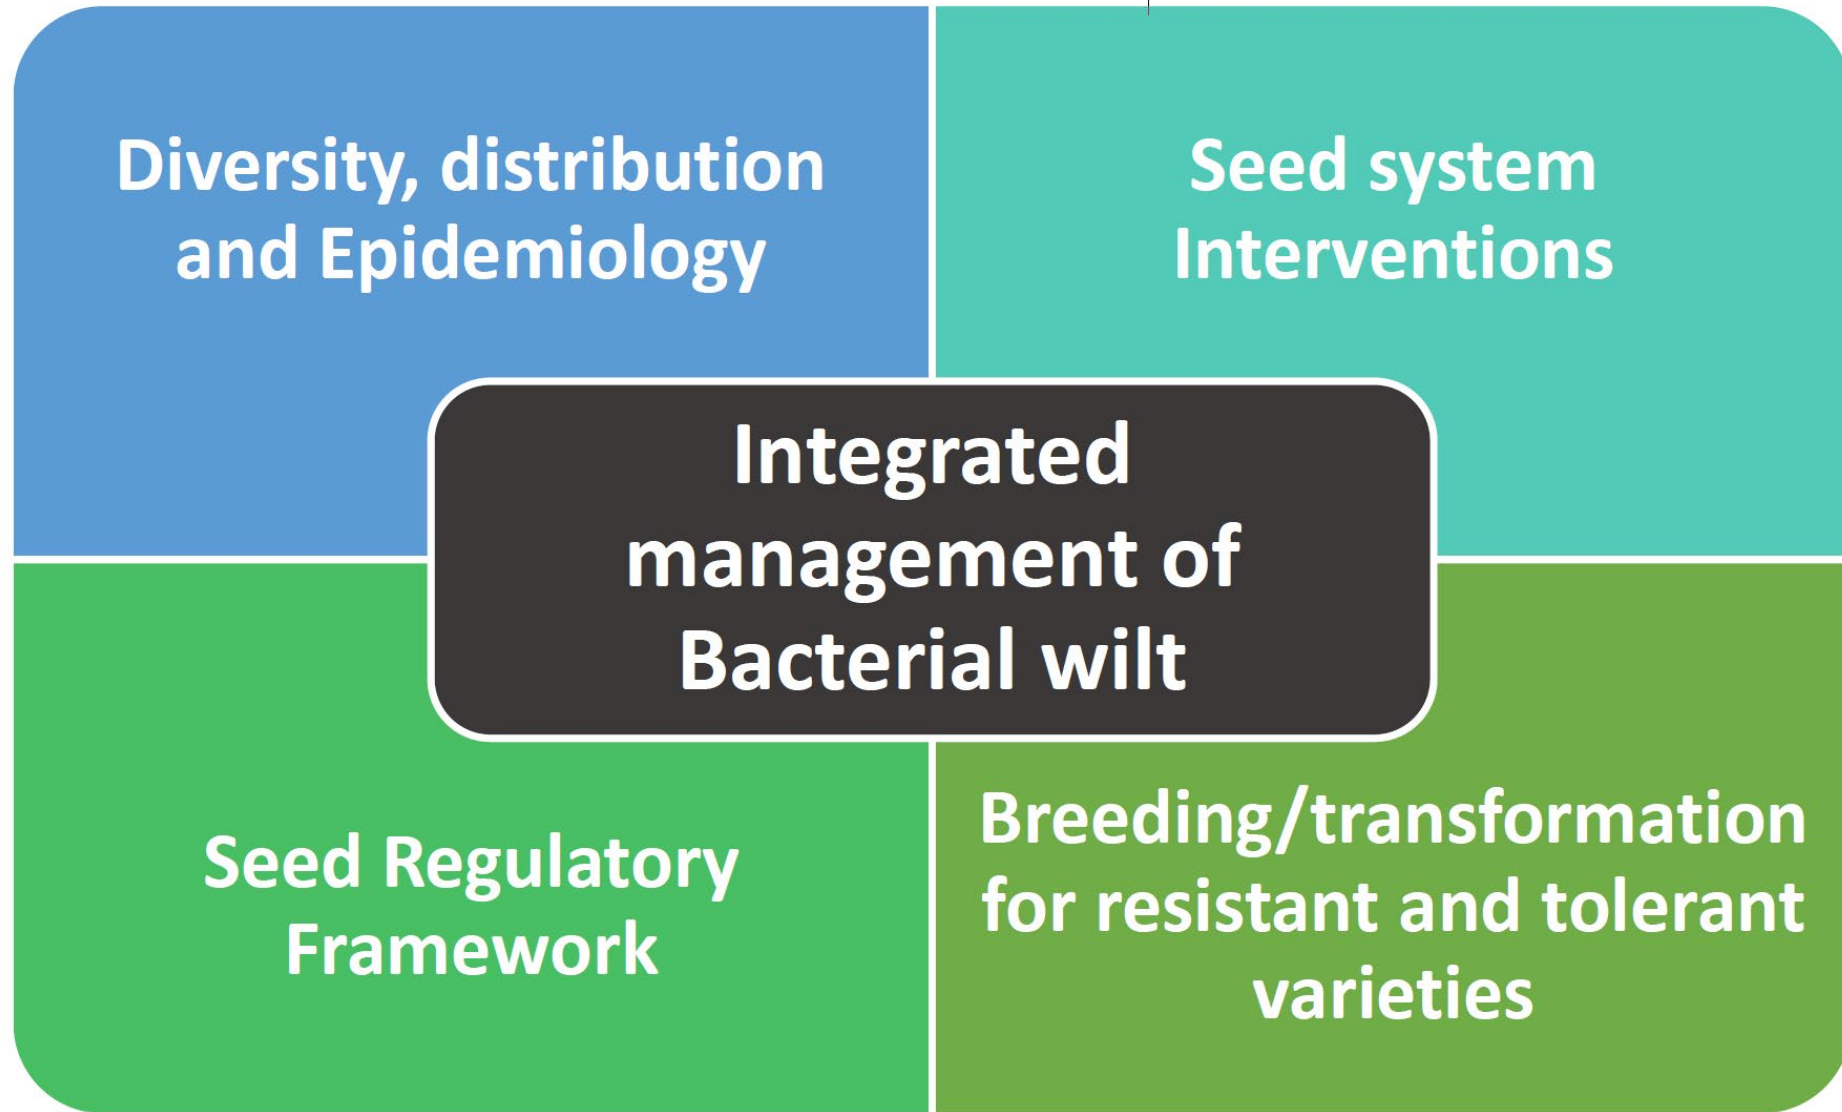 Diversity, distribution
and Epidemiology
Seed system
Interventions
Integrated
management of
Bacterial wilt
Seed Regulatory
Framework
Breeding/transformation
for resistant and tolerant
varieties